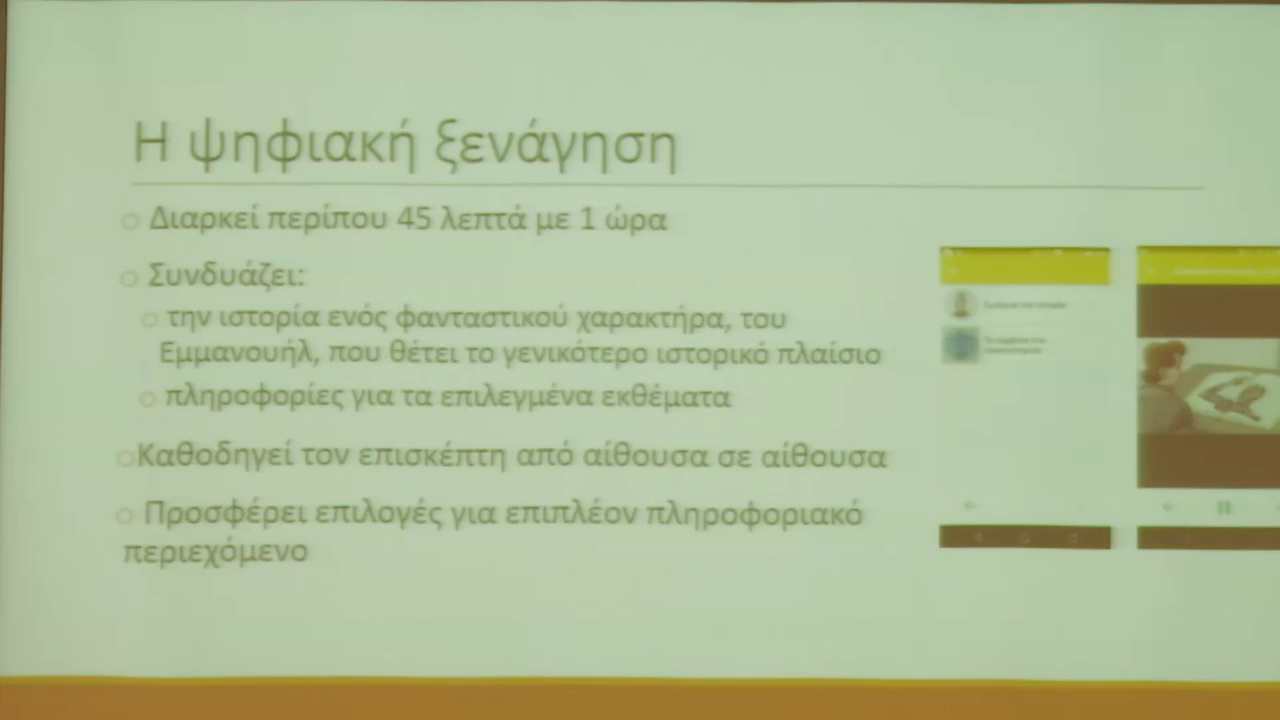 Η ψηφιακή ξενάγηση
Διαρκεί περίπου 45 λεπτά με 1 ώρα
Συνδυάζει:
την ιστορία ενός φανταστικού χαρακτήρα, του
Εμμανουήλ, που θέτει το γενικότερο ιστορικό πλαίσιο
πληροφορίες για τα επιλεγμένα εκθέματα
Καθοδηγεί τον επισκέπτη από αίθουσα σε αίθουσα
Προσφέρει επιλογές για επιπλέον πληροφοριακό
περιεχόμενο